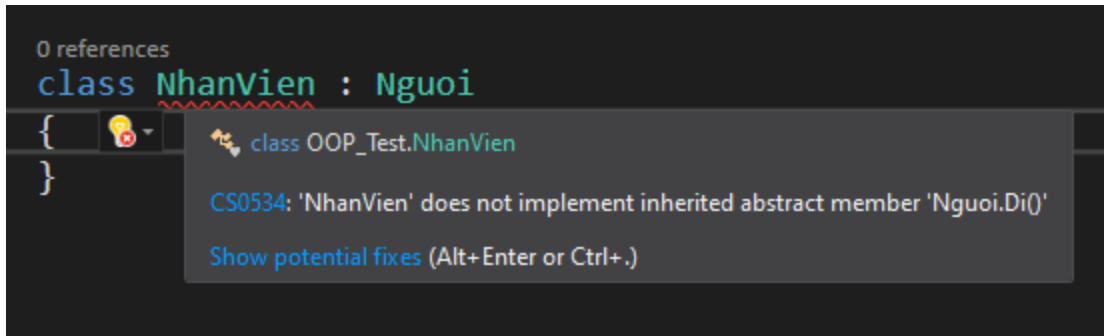 0 references
class NhanVien : Nguoi
{
class OOP_Test.NhanVien
}
CS0534: 'NhanVien' does not implement inherited abstract member 'Nguoi.Di()'
Show potential fixes (Alt+Enter or Ctrl+.)